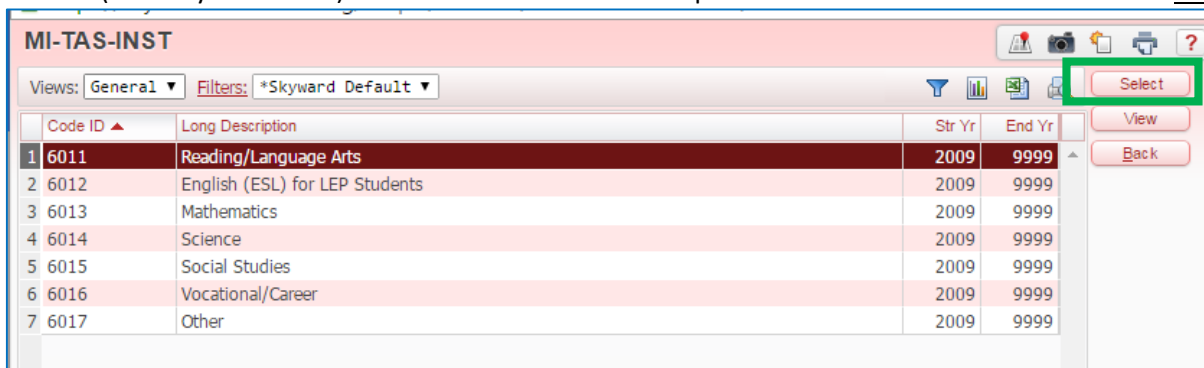 MI-TAS-INST
?
Views: General ▼ Filters: *Skyward Default ▼
Select
Code ID ▲ Long Description Str Yr End Yr
View
1 6011 Reading/Language Arts 2009 9999
Back
2 6012 English (ESL) for LEP Students 2009 9999
3 6013 Mathematics 2009 9999
4 6014 Science 2009 9999
5 6015 Social Studies 2009 9999
6 6016 Vocational/Career 2009 9999
7 6017 Other 2009 9999